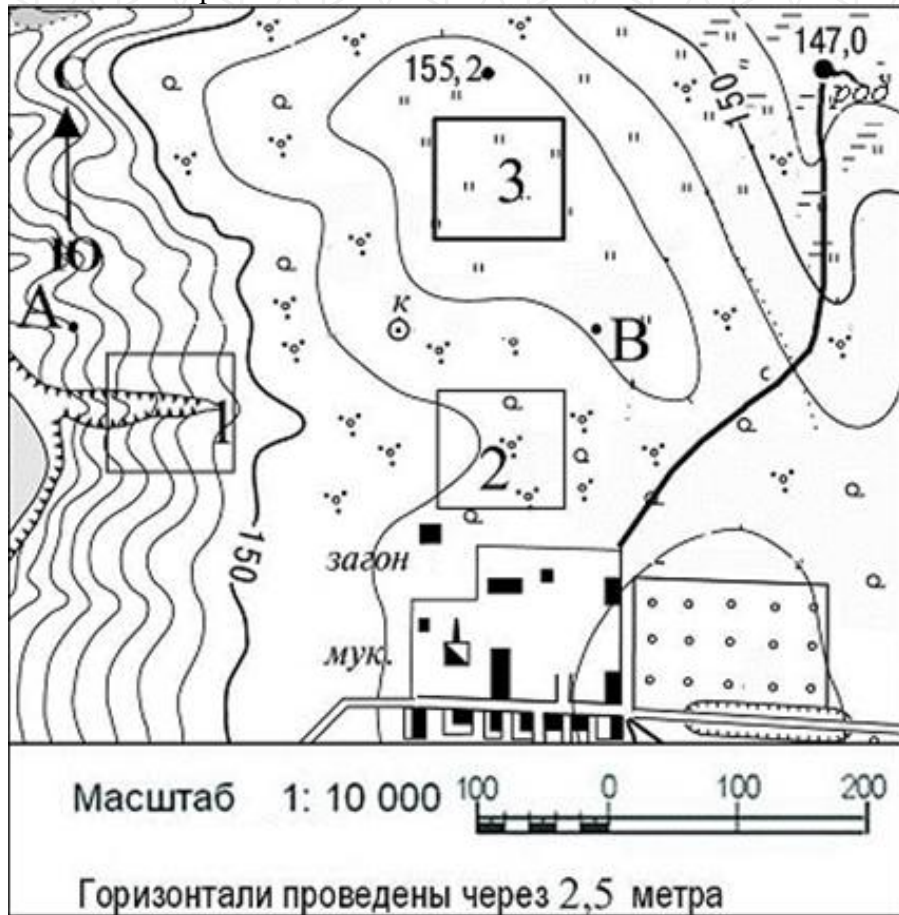 С
155,2
147,0
род.
150
3
Ю
А
к
В
1
2
150
загон
мук.
Масштаб 1: 10 000
100 0 100 200
Горизонтали проведены через 2,5 метра